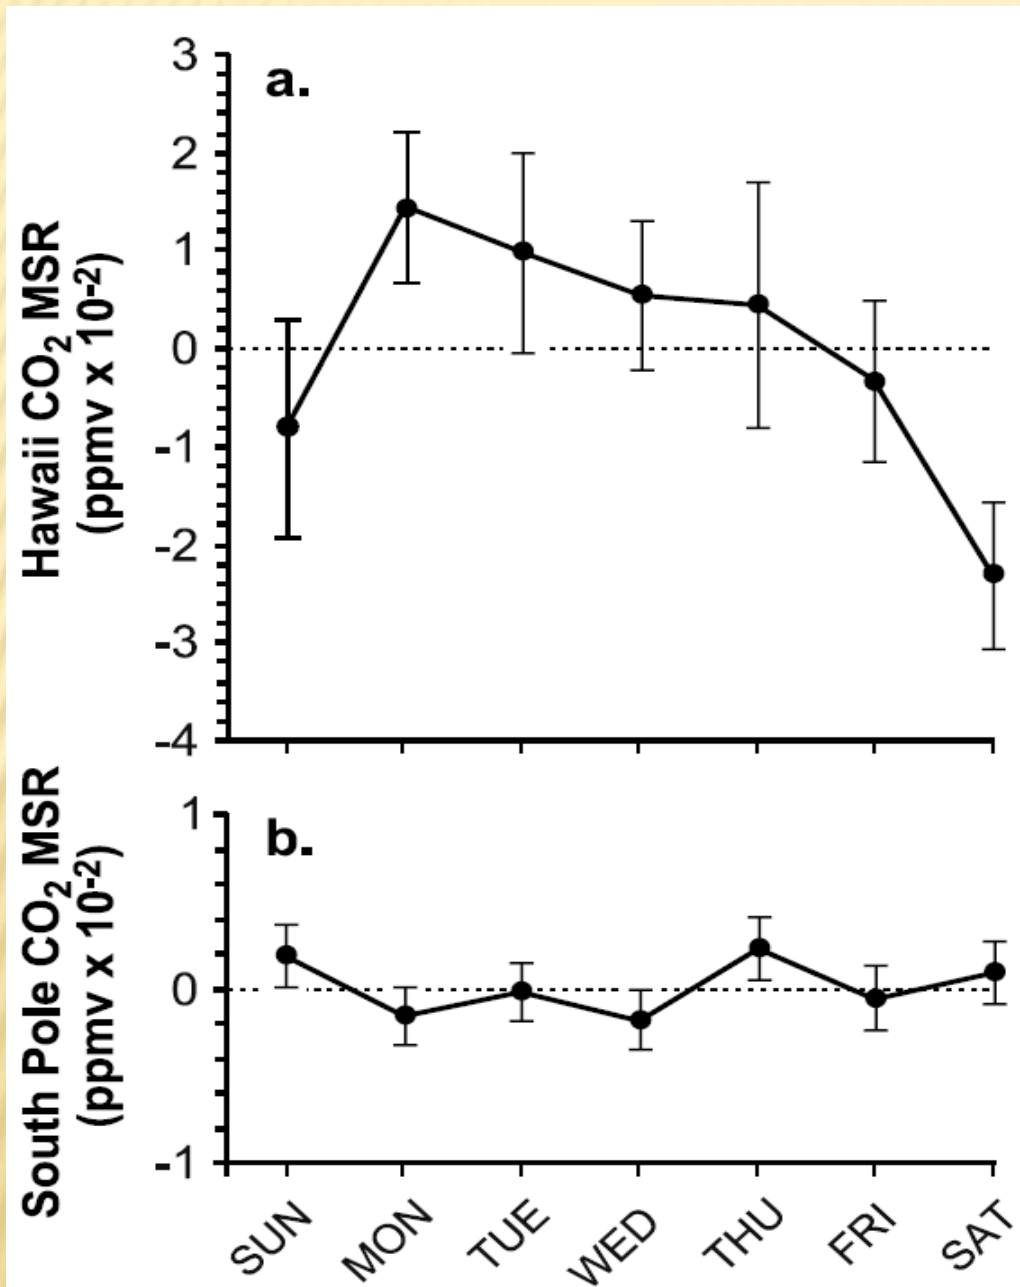 a.
Hawaii CO₂ MSR
(ppmv x 10⁻²)
3
2
1
0
-1
-2
-3
-4
b.
South Pole CO₂ MSR
(ppmv x 10⁻²)
1
0
-1
SUN MON TUE WED THU FRI SAT